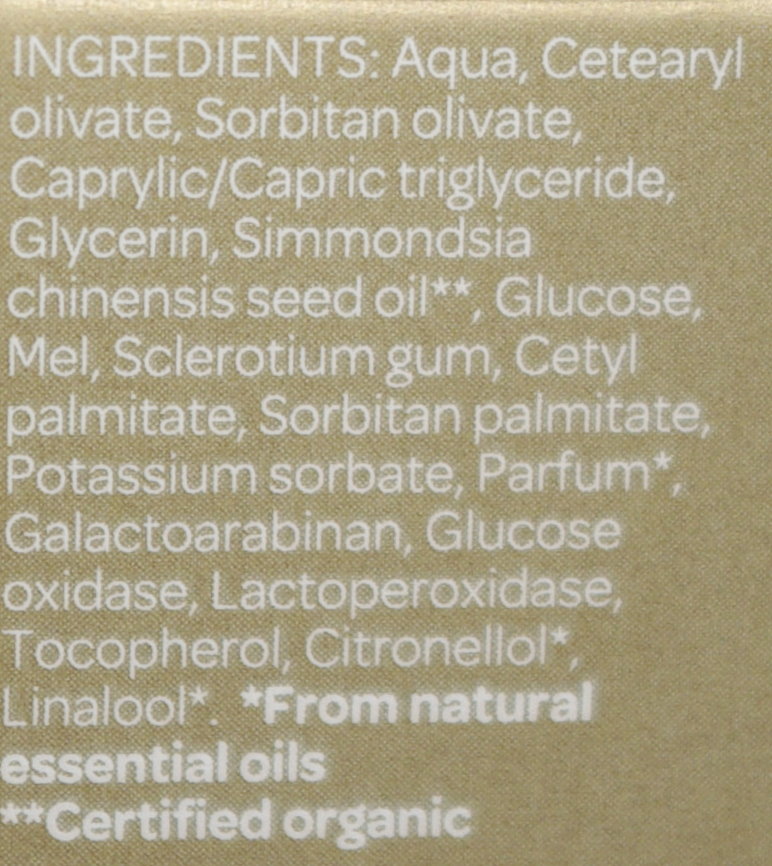 INGREDIENTS: Aqua, Cetearyl
olivate, Sorbitan olivate,
Caprylic/Capric triglyceride,
Glycerin, Simmondsia
chinensis seed oil**, Glucose,
Mel, Sclerotium gum, Cetyl
palmitate, Sorbitan palmitate,
Potassium sorbate, Parfum*,
Galactoarabinan, Glucose
oxidase, Lactoperoxidase,
Tocopherol, Citronellol*,
Linalool*. *From natural
essential oils
**Certified organic